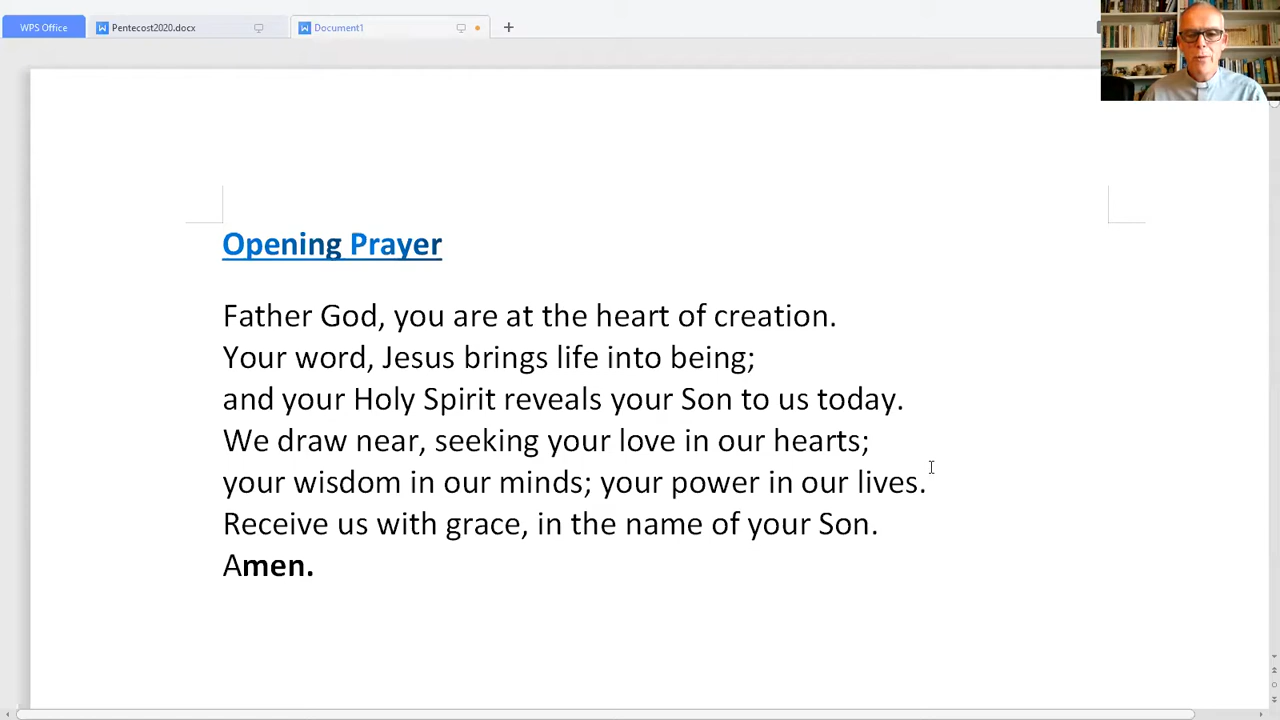 WPS Office
Pentecost2020.docx
Document1
Opening Prayer
Father God, you are at the heart of creation.
Your word, Jesus brings life into being;
and your Holy Spirit reveals your Son to us today.
We draw near, seeking your love in our hearts;
your wisdom in our minds; your power in our lives.
Receive us with grace, in the name of your Son.
Amen.